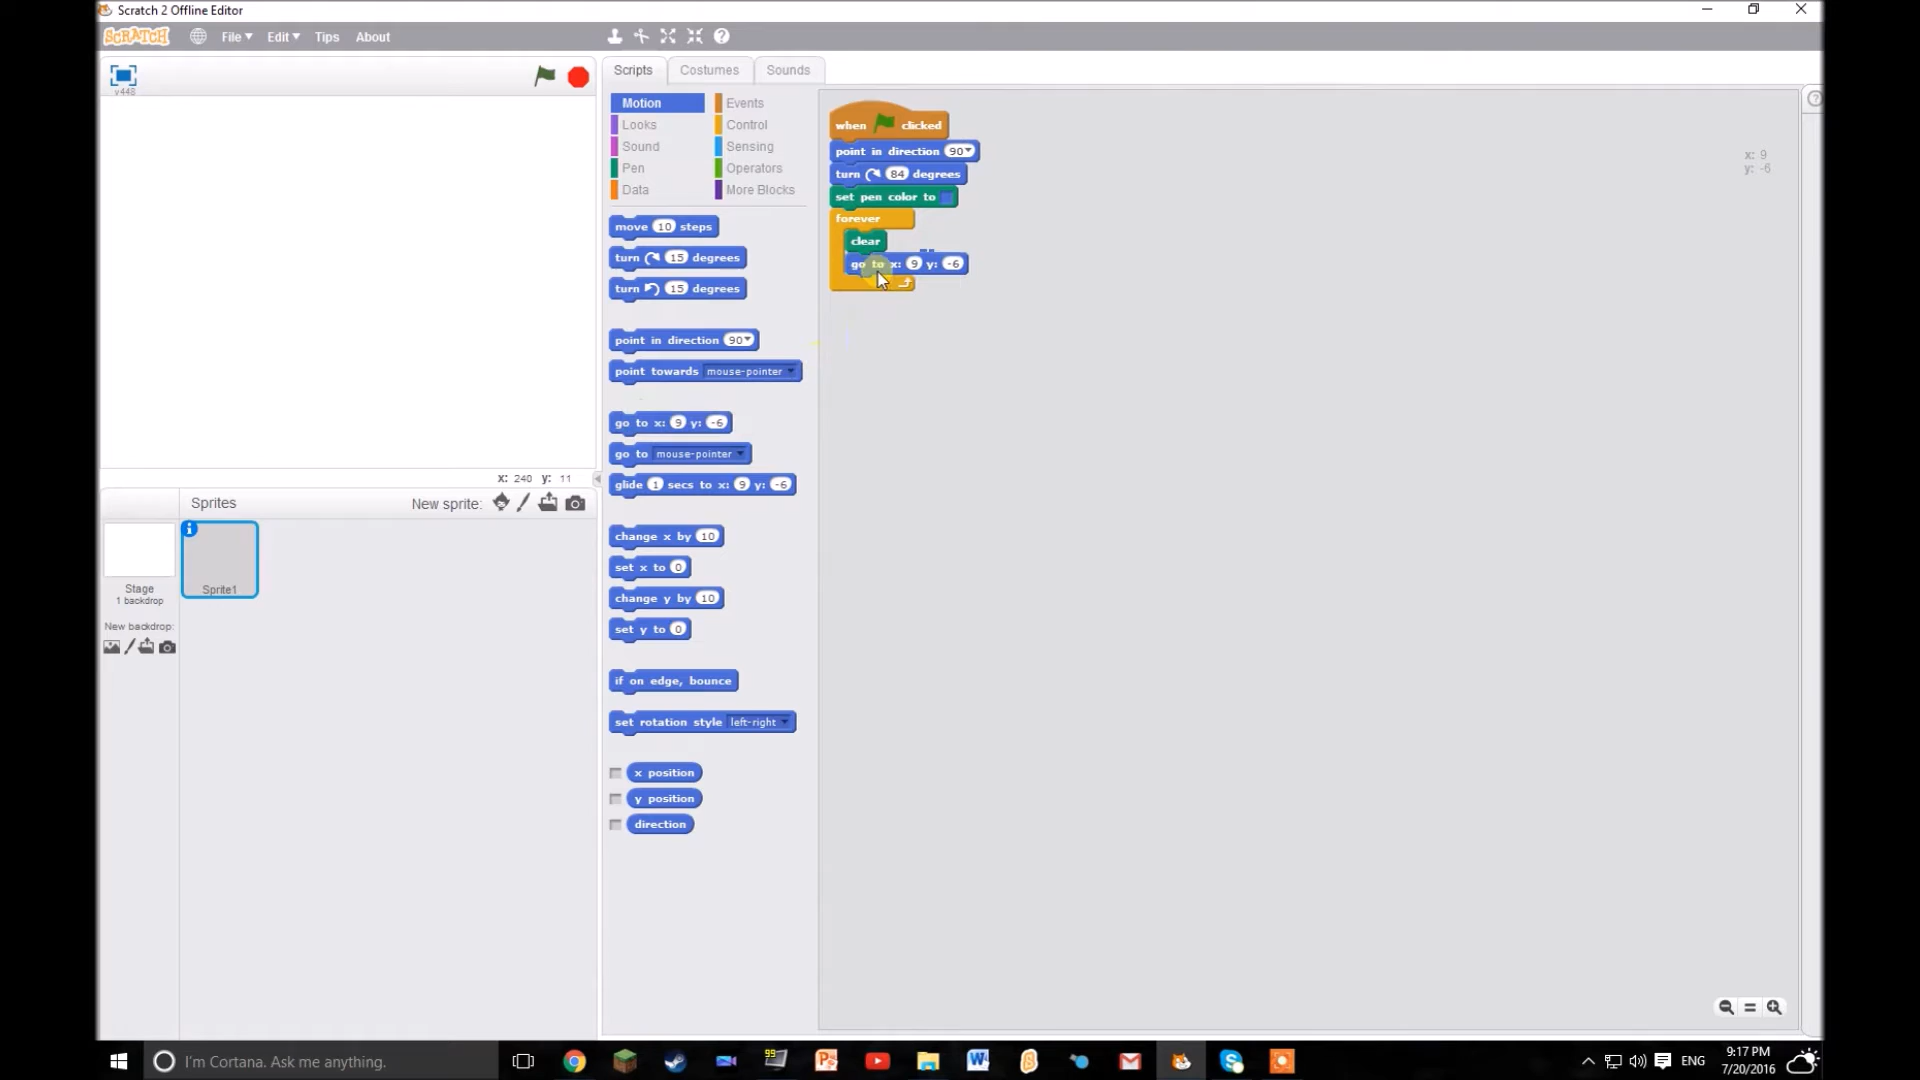 Scratch 2 Offline Editor
SCRATCH File Edit Tips About
v448
Scripts Costumes Sounds
Motion Events
Looks Control
Sound Sensing
Pen Operators
Data More Blocks
move 10 steps
turn 15 degrees
turn 15 degrees
point in direction 90
point towards mouse-pointer
go to x: 9 y: -6
go to mouse-pointer
glide 1 secs to x: 9 y: -6
change x by 10
set x to 0
change y by 10
set y to 0
if on edge, bounce
set rotation style left-right
x position
y position
direction
when clicked
point in direction 90
turn 84 degrees
set pen color to
forever
clear
go to x: 9 y: -6
x: 9
y: -6
x: 240 y: 11
Sprites New sprite:
Stage
1 backdrop
Sprite1
New backdrop:
I'm Cortana. Ask me anything.
99
ENG
9:17 PM
7/20/2016